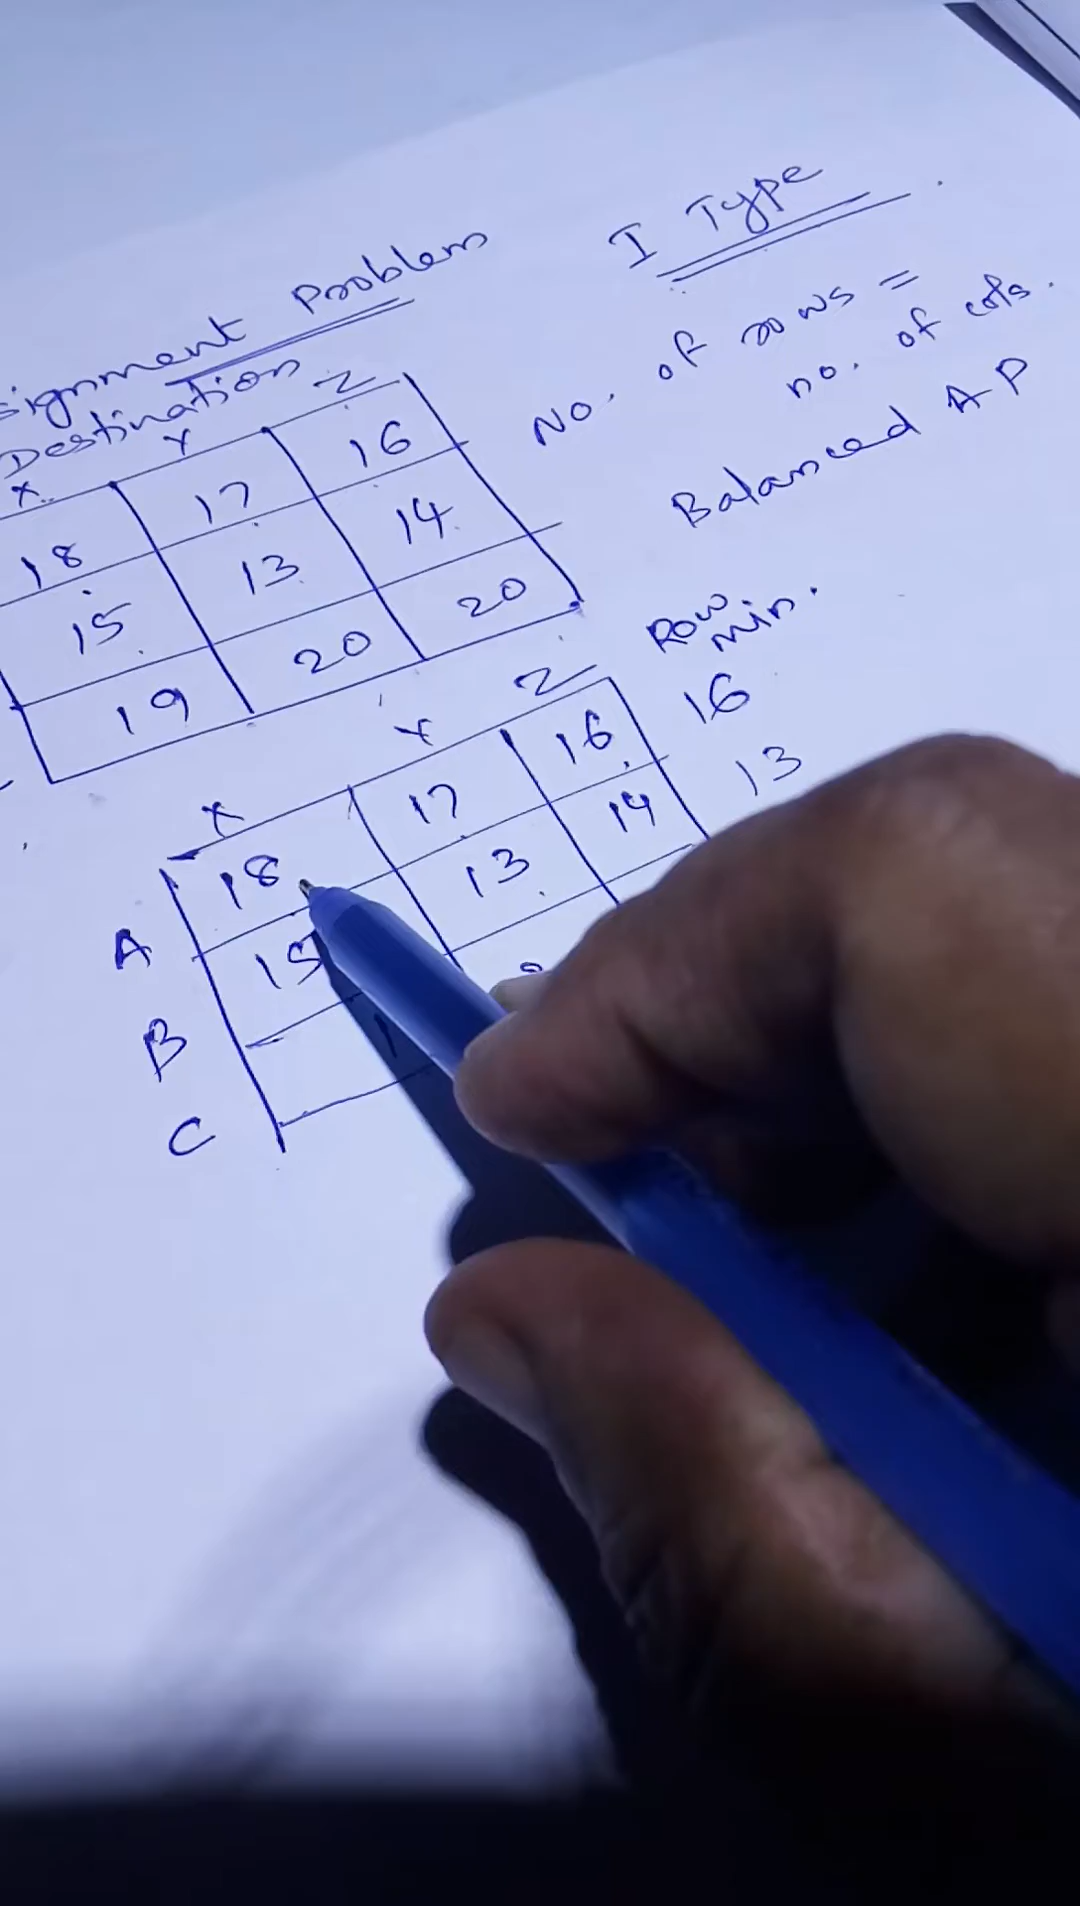 Problem
I Type
Destination
No. of rows =
no. of cols.
Balanced AP
X Y Z
18 17 16
15 13 14
19 20 20
Row
min.
X Y Z
A 18 17 16 16
B 15 13 14 13
C